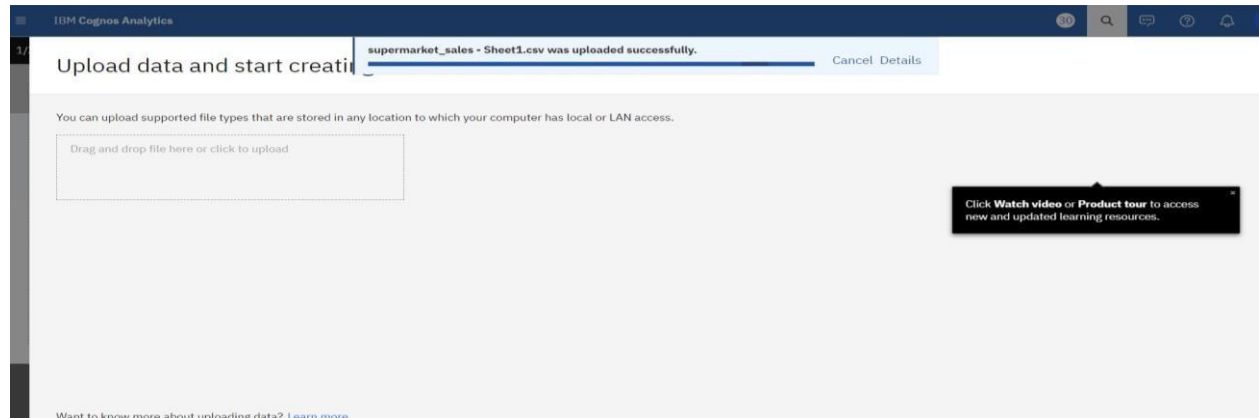 IBM Cognos Analytics
30
1/
supermarket_sales - Sheet1.csv was uploaded successfully.
Cancel Details
Upload data and start creati
You can upload supported file types that are stored in any location to which your computer has local or LAN access.
Drag and drop file here or click to upload
Click Watch video or Product tour to access
new and updated learning resources.
Want to know more about uploading data? Learn more